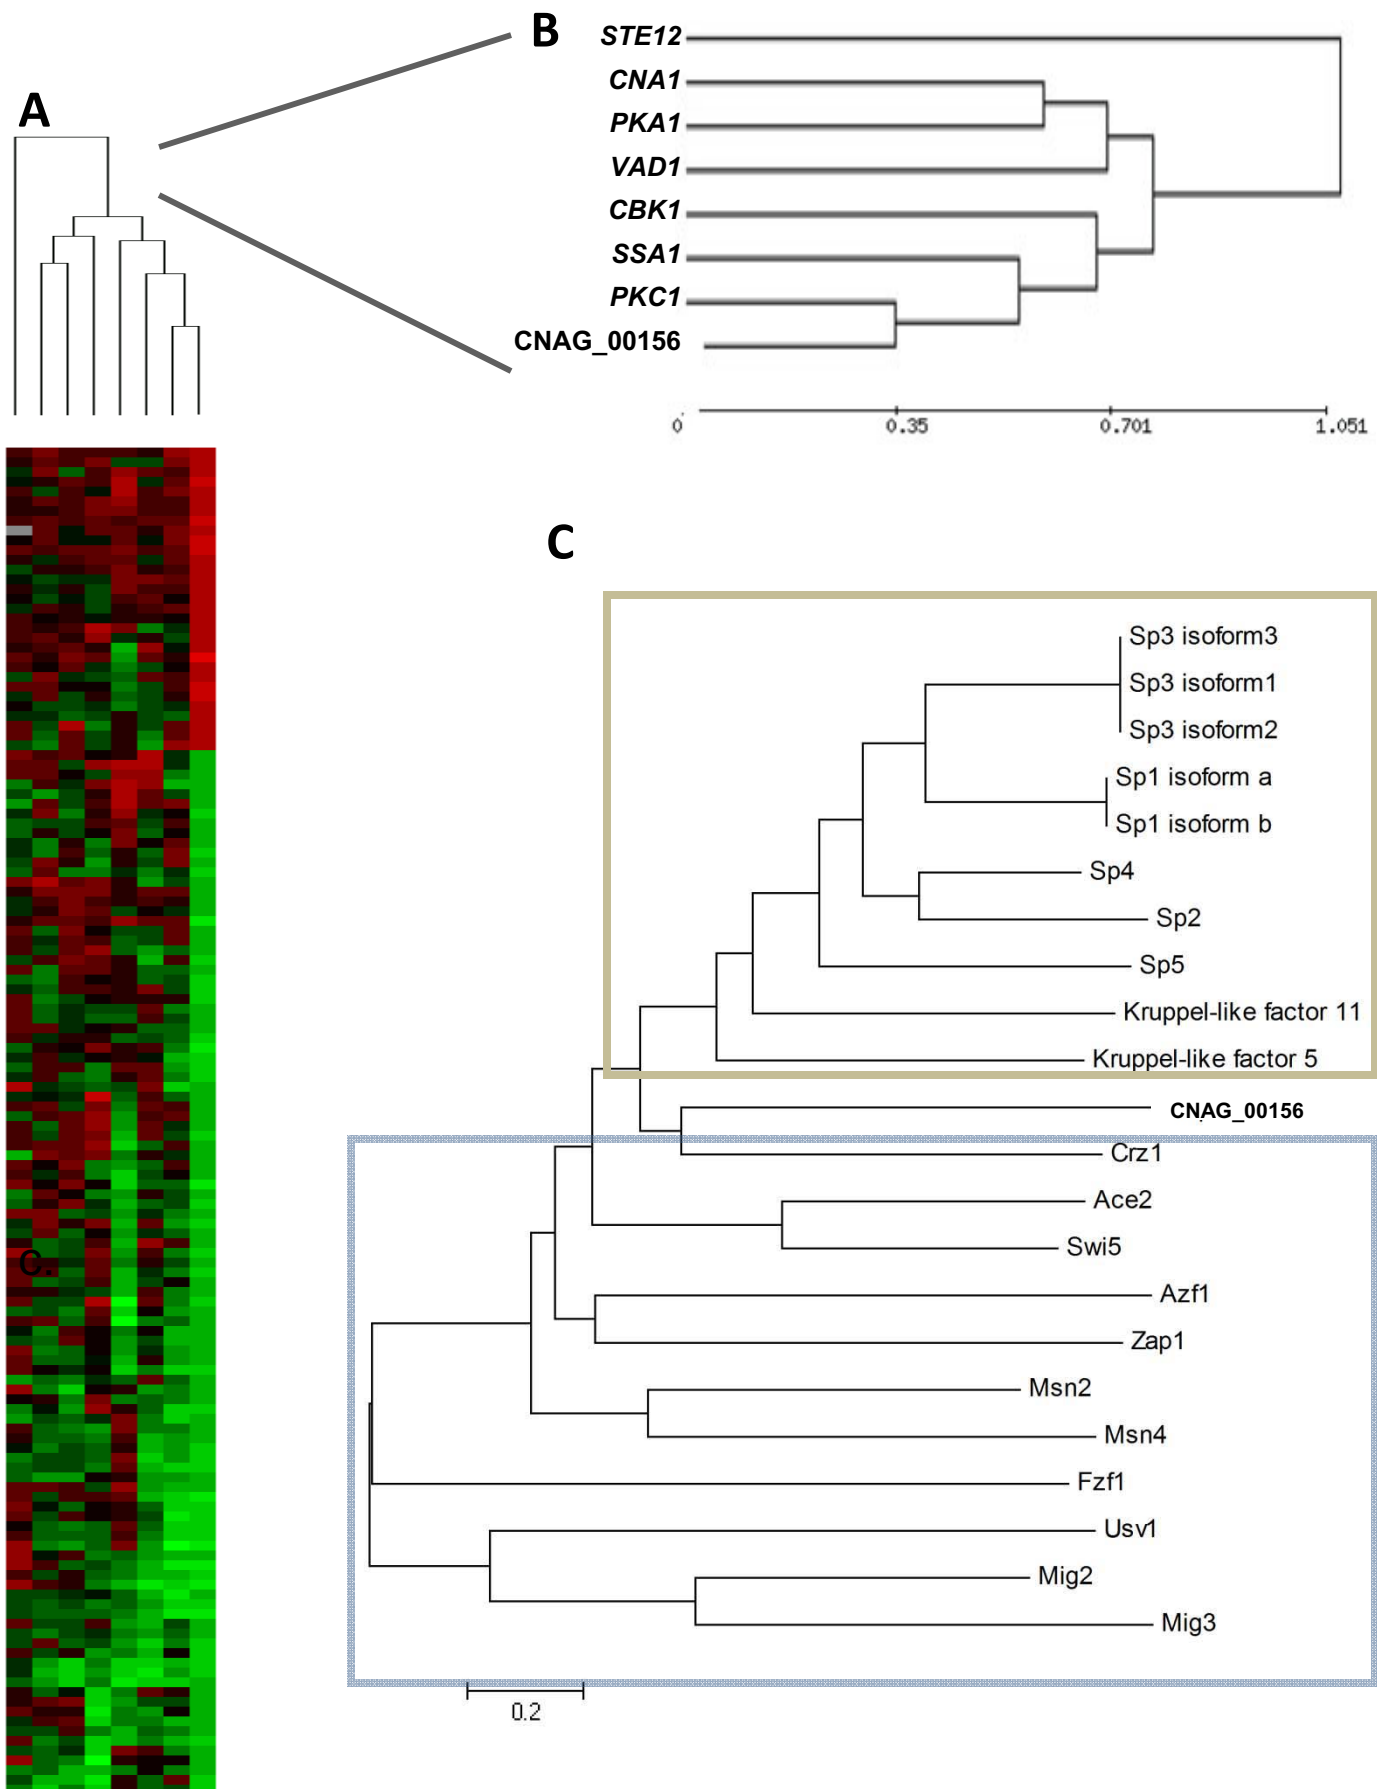 A
B
STE12
CNA1
PKA1
VAD1
CBK1
SSA1
PKC1
CNAG_00156
0 0.35 0.701 1.051
C
Sp3 isoform3
Sp3 isoform1
Sp3 isoform2
Sp1 isoform a
Sp1 isoform b
Sp4
Sp2
Sp5
Kruppel-like factor 11
Kruppel-like factor 5
CNAG_00156
Crz1
Ace2
Swi5
Azf1
Zap1
Msn2
Msn4
Fzf1
Usv1
Mig2
Mig3
0.2
C.